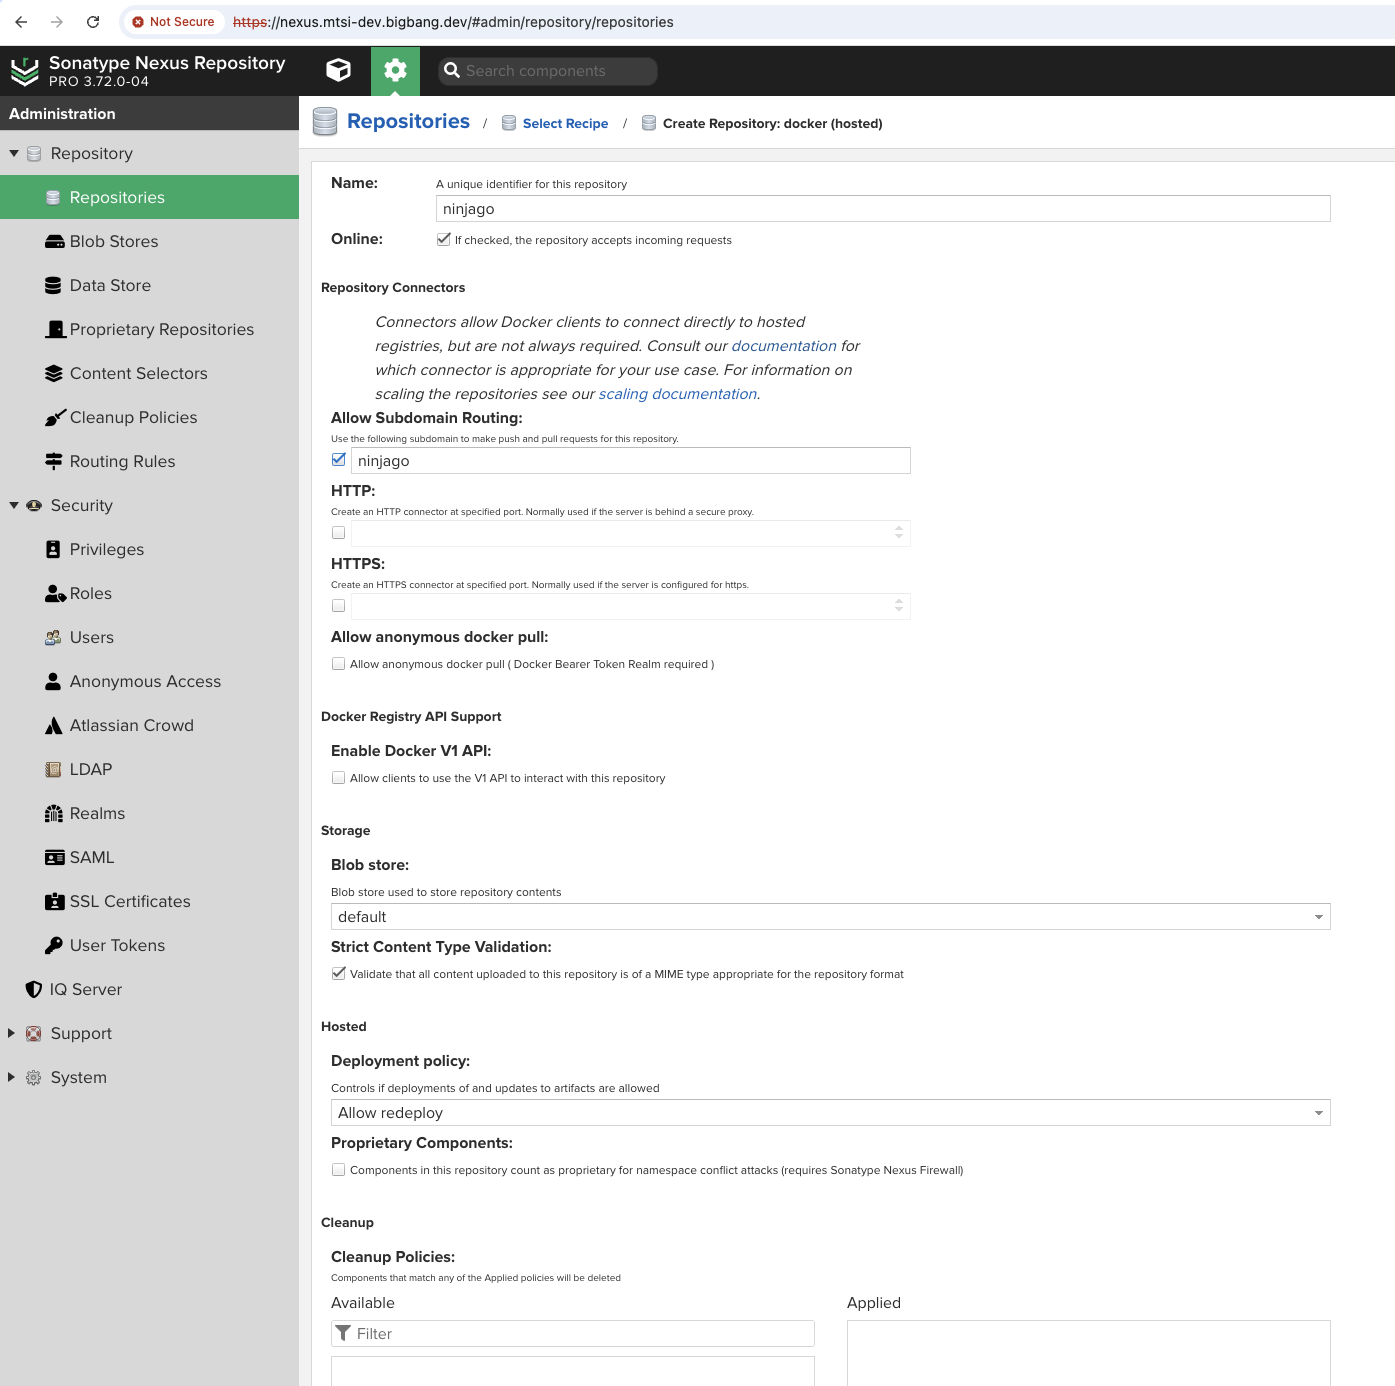 Not Secure
https://nexus.mtsi-dev.bigbang.dev/#admin/repository/repositories
Sonatype Nexus Repository
PRO 3.72.0-04
Search components
Administration
Repository
Repositories
Blob Stores
Data Store
Proprietary Repositories
Content Selectors
Cleanup Policies
Routing Rules
Security
Privileges
Roles
Users
Anonymous Access
Atlassian Crowd
LDAP
Realms
SAML
SSL Certificates
User Tokens
IQ Server
Support
System
Repositories / Select Recipe / Create Repository: docker (hosted)
Name:
A unique identifier for this repository
ninjago
Online:
If checked, the repository accepts incoming requests
Repository Connectors
Connectors allow Docker clients to connect directly to hosted
registries, but are not always required. Consult our documentation for
which connector is appropriate for your use case. For information on
scaling the repositories see our scaling documentation.
Allow Subdomain Routing:
Use the following subdomain to make push and pull requests for this repository.
ninjago
HTTP:
Create an HTTP connector at specified port. Normally used if the server is behind a secure proxy.
HTTPS:
Create an HTTPS connector at specified port. Normally used if the server is configured for https.
Allow anonymous docker pull:
Allow anonymous docker pull ( Docker Bearer Token Realm required )
Docker Registry API Support
Enable Docker V1 API:
Allow clients to use the V1 API to interact with this repository
Storage
Blob store:
Blob store used to store repository contents
default
Strict Content Type Validation:
Validate that all content uploaded to this repository is of a MIME type appropriate for the repository format
Hosted
Deployment policy:
Controls if deployments of and updates to artifacts are allowed
Allow redeploy
Proprietary Components:
Components in this repository count as proprietary for namespace conflict attacks (requires Sonatype Nexus Firewall)
Cleanup
Cleanup Policies:
Components that match any of the Applied policies will be deleted
Available
Filter
Applied